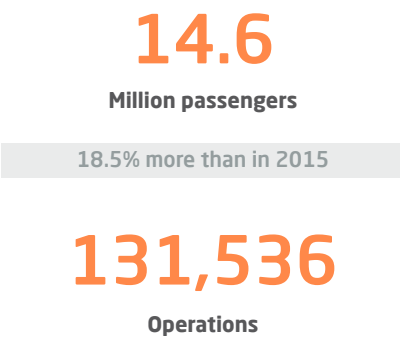 14.6
Million passengers
18.5% more than in 2015
131,536
Operations